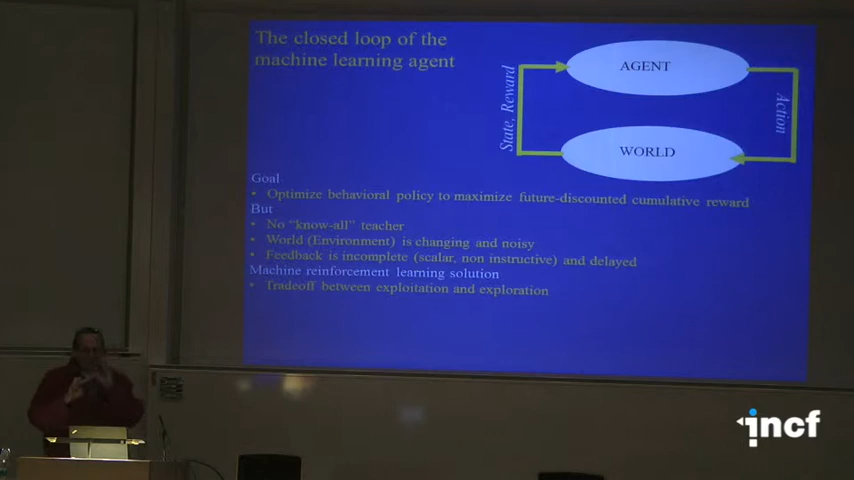 The closed loop of the
machine learning agent
AGENT
State, Reward
Action
WORLD
Goal
• Optimize behavioral policy to maximize future-discounted cumulative reward
But
• No "know-all" teacher
• World (Environment) is changing and noisy
• Feedback is incomplete (scalar, non instructive) and delayed
Machine reinforcement learning solution
• Tradeoff between exploitation and exploration
incf